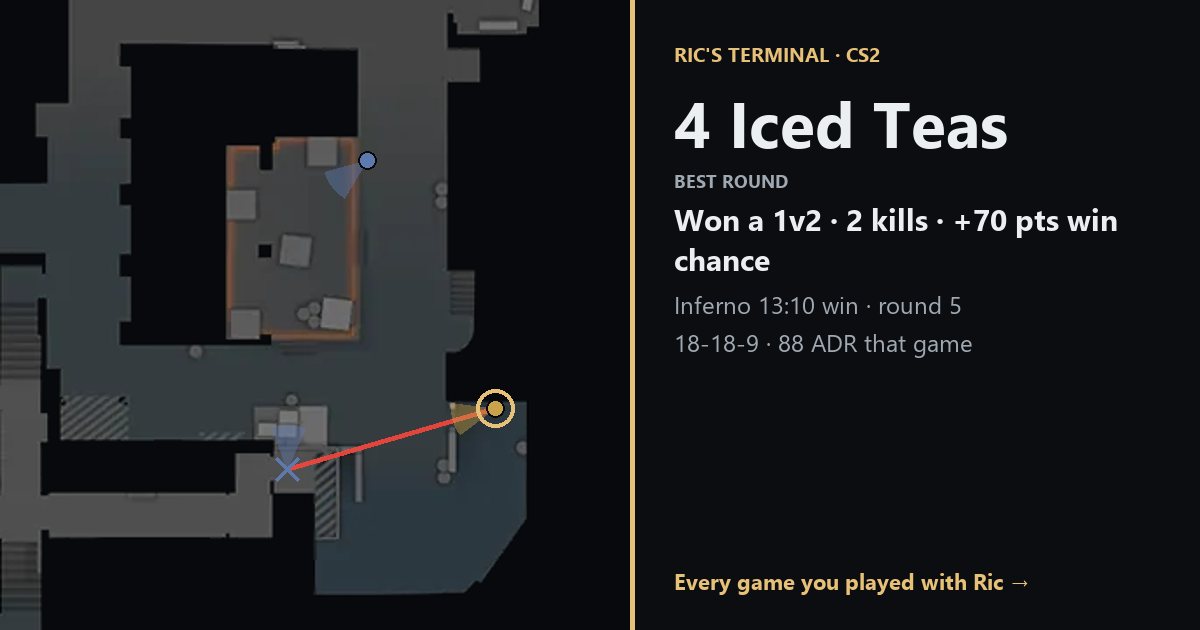 RIC'S TERMINAL · CS2
4 Iced Teas
BEST ROUND
Won a 1v2 · 2 kills · +70 pts win
chance
Inferno 13:10 win · round 5
18-18-9 · 88 ADR that game
Every game you played with Ric →